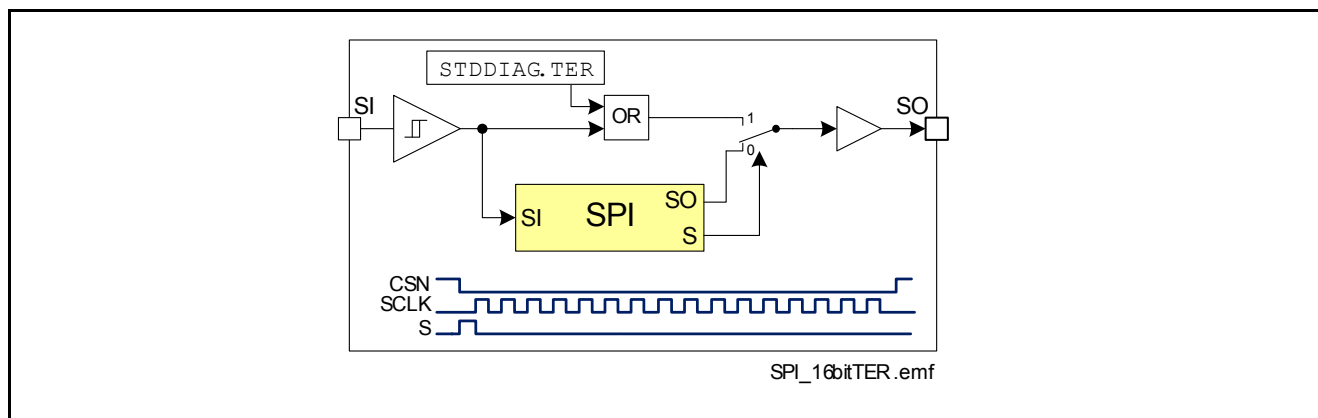 STDDIAG.TER
SI
SO
OR
1
0
SO
SI
SPI
S
CSN
SCLK
S
SPI_16bitTER.emf